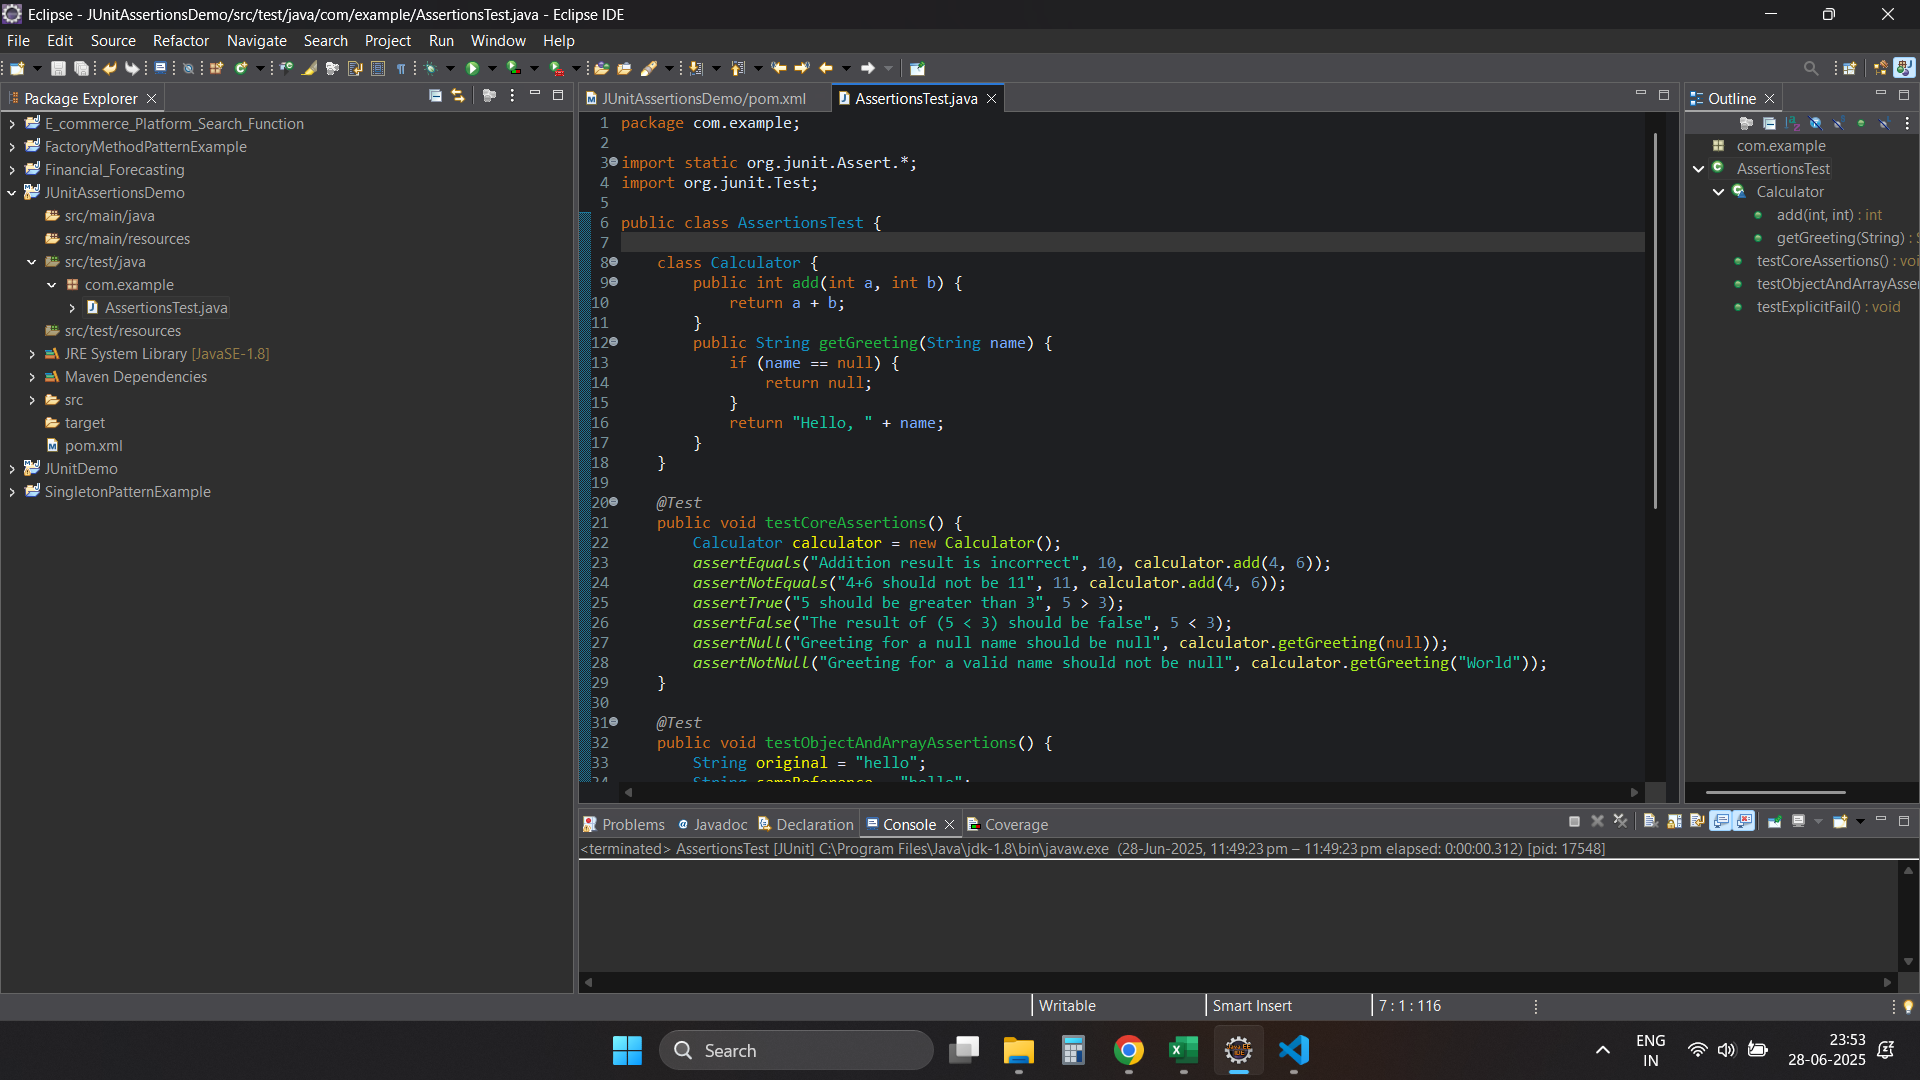 Eclipse - JUnitAssertionsDemo/src/test/java/com/example/AssertionsTest.java - Eclipse IDE
File Edit Source Refactor Navigate Search Project Run Window Help
Package Explorer
E_commerce_Platform_Search_Function
FactoryMethodPatternExample
Financial_Forecasting
JUnitAssertionsDemo
src/main/java
src/main/resources
src/test/java
com.example
AssertionsTest.java
src/test/resources
JRE System Library [JavaSE-1.8]
Maven Dependencies
src
target
pom.xml
JUnitDemo
SingletonPatternExample
JUnitAssertionsDemo/pom.xml AssertionsTest.java
1 package com.example;
2
3 import static org.junit.Assert.*;
4 import org.junit.Test;
5
6 public class AssertionsTest {
7
8 class Calculator {
9 public int add(int a, int b) {
10 return a + b;
11 }
12 public String getGreeting(String name) {
13 if (name == null) {
14 return null;
15 }
16 return "Hello, " + name;
17 }
18 }
19
20 @Test
21 public void testCoreAssertions() {
22 Calculator calculator = new Calculator();
23 assertEquals("Addition result is incorrect", 10, calculator.add(4, 6));
24 assertNotEquals("4+6 should not be 11", 11, calculator.add(4, 6));
25 assertTrue("5 should be greater than 3", 5 > 3);
26 assertFalse("The result of (5 < 3) should be false", 5 < 3);
27 assertNull("Greeting for a null name should be null", calculator.getGreeting(null));
28 assertNotNull("Greeting for a valid name should not be null", calculator.getGreeting("World"));
29 }
30
31 @Test
32 public void testObjectAndArrayAssertions() {
33 String original = "hello";
34 String sameReference = "hello";
Outline
com.example
AssertionsTest
Calculator
add(int, int) : int
getGreeting(String) :
testCoreAssertions() : voi
testObjectAndArrayAsser
testExplicitFail() : void
Problems Javadoc Declaration Console Coverage
<terminated> AssertionsTest [JUnit] C:\Program Files\Java\jdk-1.8\bin\javaw.exe (28-Jun-2025, 11:49:23 pm – 11:49:23 pm elapsed: 0:00:00.312) [pid: 17548]
Writable Smart Insert 7 : 1 : 116
Search
ENG
IN
23:53
28-06-2025